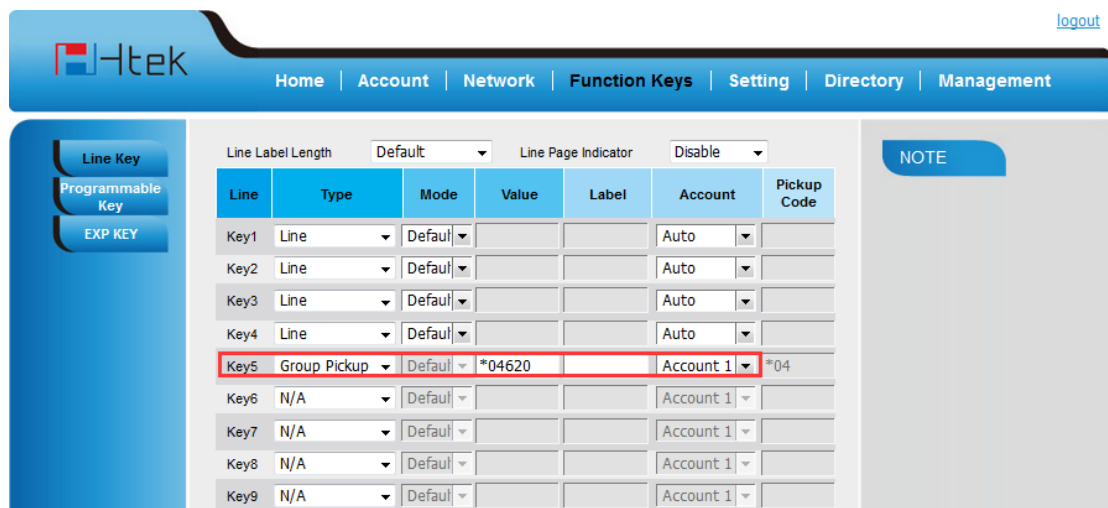 logout
Htek
Home | Account | Network | Function Keys | Setting | Directory | Management
Line Key
Programmable Key
EXP KEY
Line Label Length Default Line Page Indicator Disable
Line Type Mode Value Label Account Pickup Code
Key1 Line Defaul Auto
Key2 Line Defaul Auto
Key3 Line Defaul Auto
Key4 Line Defaul Auto
Key5 Group Pickup Defaul *04620 Account 1 *04
Key6 N/A Defaul Account 1
Key7 N/A Defaul Account 1
Key8 N/A Defaul Account 1
Key9 N/A Defaul Account 1
NOTE